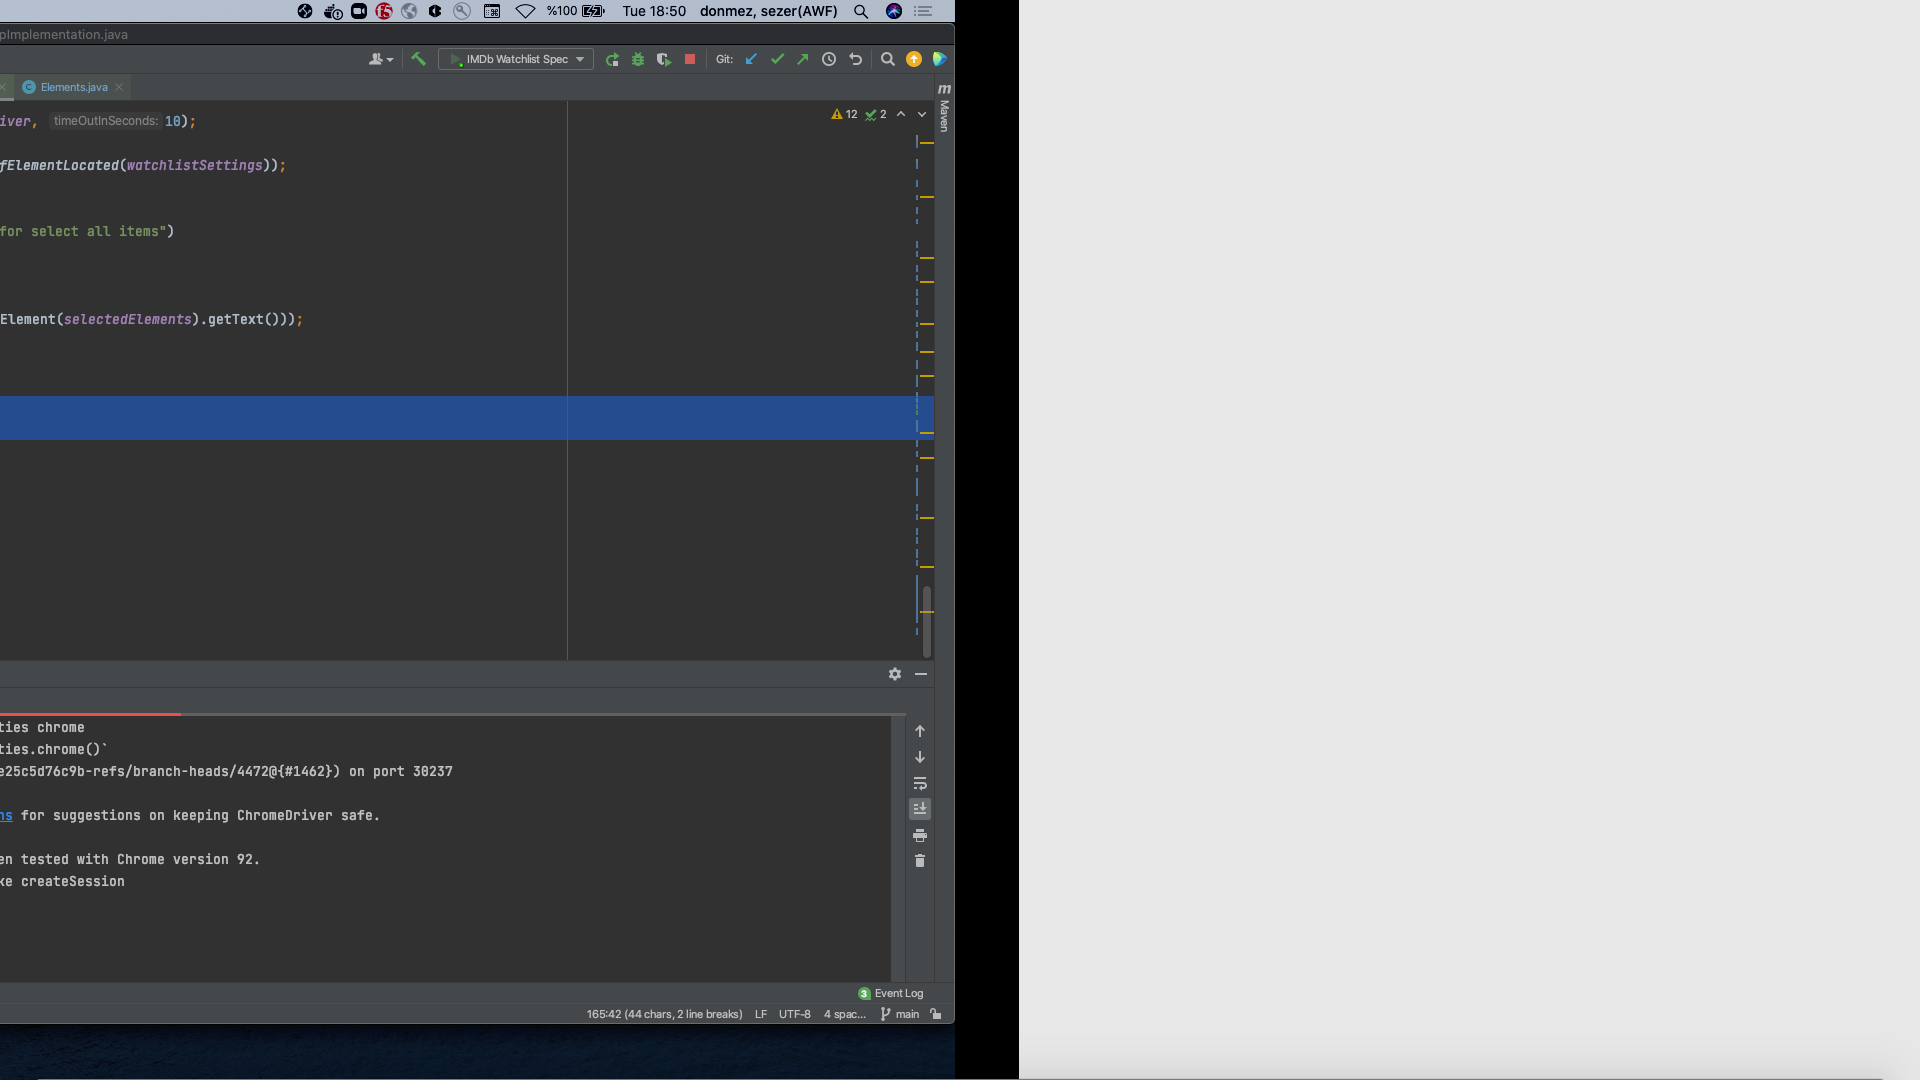 %100 Tue 18:50 donmez, sezer(AWF)
pImplementation.java
IMDb Watchlist Spec Git:
Elements.java
m Maven
iver, timeOutInSeconds: 10);
12 2
fElementLocated(watchlistSettings));
for select all items")
Element(selectedElements).getText()));
ties chrome
ties.chrome()`
e25c5d76c9b-refs/branch-heads/4472@{#1462}) on port 30237
ns for suggestions on keeping ChromeDriver safe.
en tested with Chrome version 92.
ke createSession
3 Event Log
165:42 (44 chars, 2 line breaks) LF UTF-8 4 spac... main